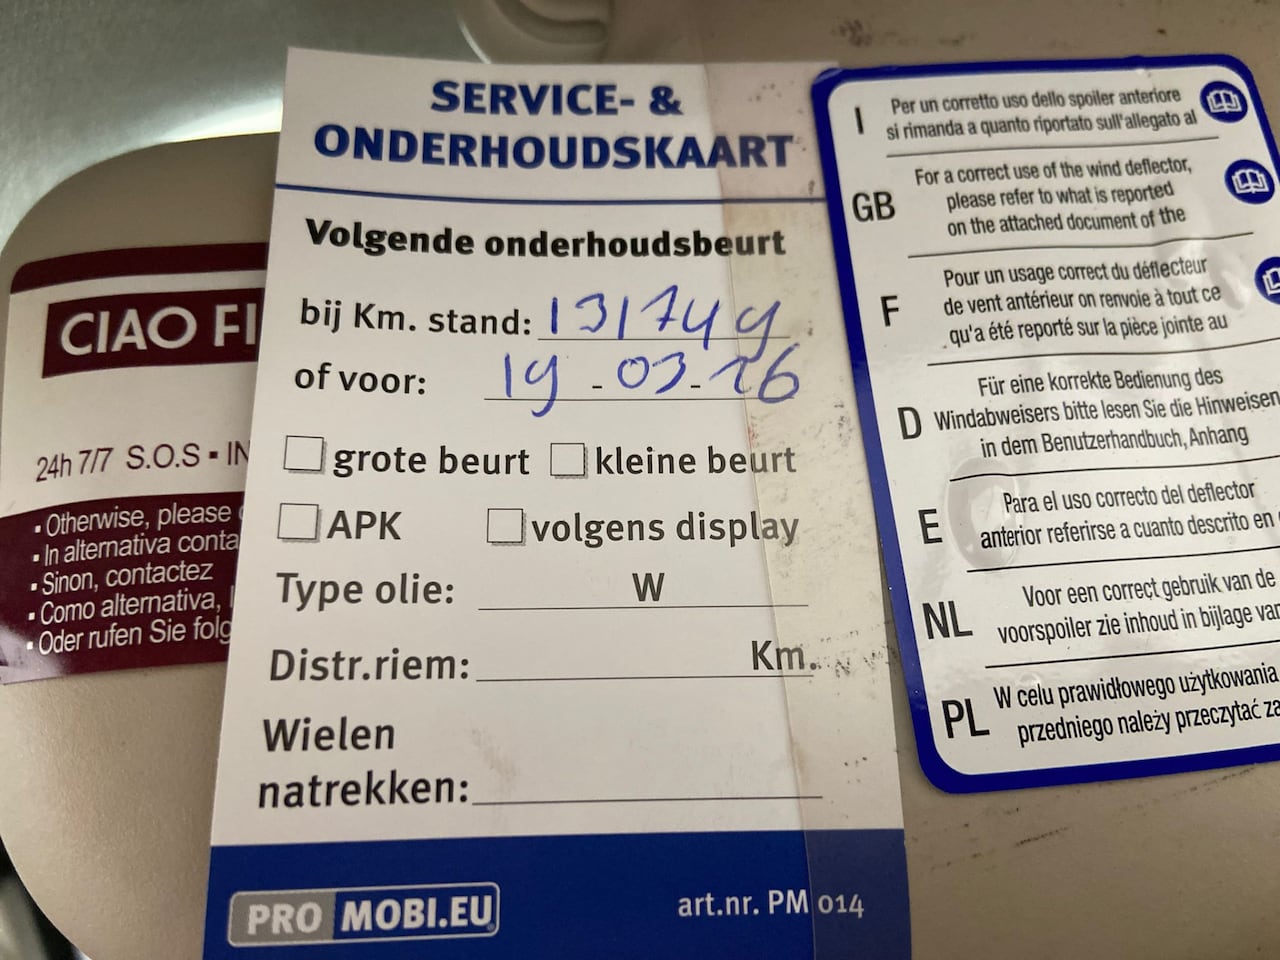 SERVICE- &
ONDERHOUDSKAART
Volgende onderhoudsbeurt
bij Km. stand: 131749
of voor: 19-03-26
grote beurt kleine beurt
APK volgens display
Type olie: W
Distr.riem: Km.
Wielen
natrekken:
PRO MOBI.EU
art.nr. PM 014
CIAO FI
24h 7/7 S.O.S ▪ IN
▪ Otherwise, please
▪ In alternativa conta
▪ Sinon, contactez
▪ Como alternativa,
▪ Oder rufen Sie folg
I Per un corretto uso dello spoiler anteriore
si rimanda a quanto riportato sull'allegato al
GB For a correct use of the wind deflector,
please refer to what is reported
on the attached document of the
F Pour un usage correct du déflecteur
de vent antérieur on renvoie à tout ce
qu'a été reporté sur la pièce jointe au
D Für eine korrekte Bedienung des
Windabweisers bitte lesen Sie die Hinweisen
in dem Benutzerhandbuch, Anhang
E Para el uso correcto del deflector
anterior referirse a cuanto descrito en
NL Voor een correct gebruik van de
voorspoiler zie inhoud in bijlage van
PL W celu prawidłowego użytkowania
przedniego należy przeczytać za